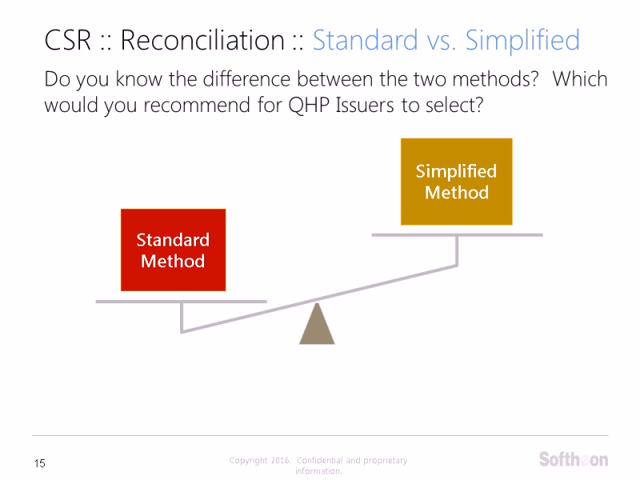 CSR :: Reconciliation :: Standard vs. Simplified
Do you know the difference between the two methods? Which
would you recommend for QHP Issuers to select?
Simplified
Method
Standard
Method
15
Copyright 2016. Confidential and proprietary
information.
Softheon